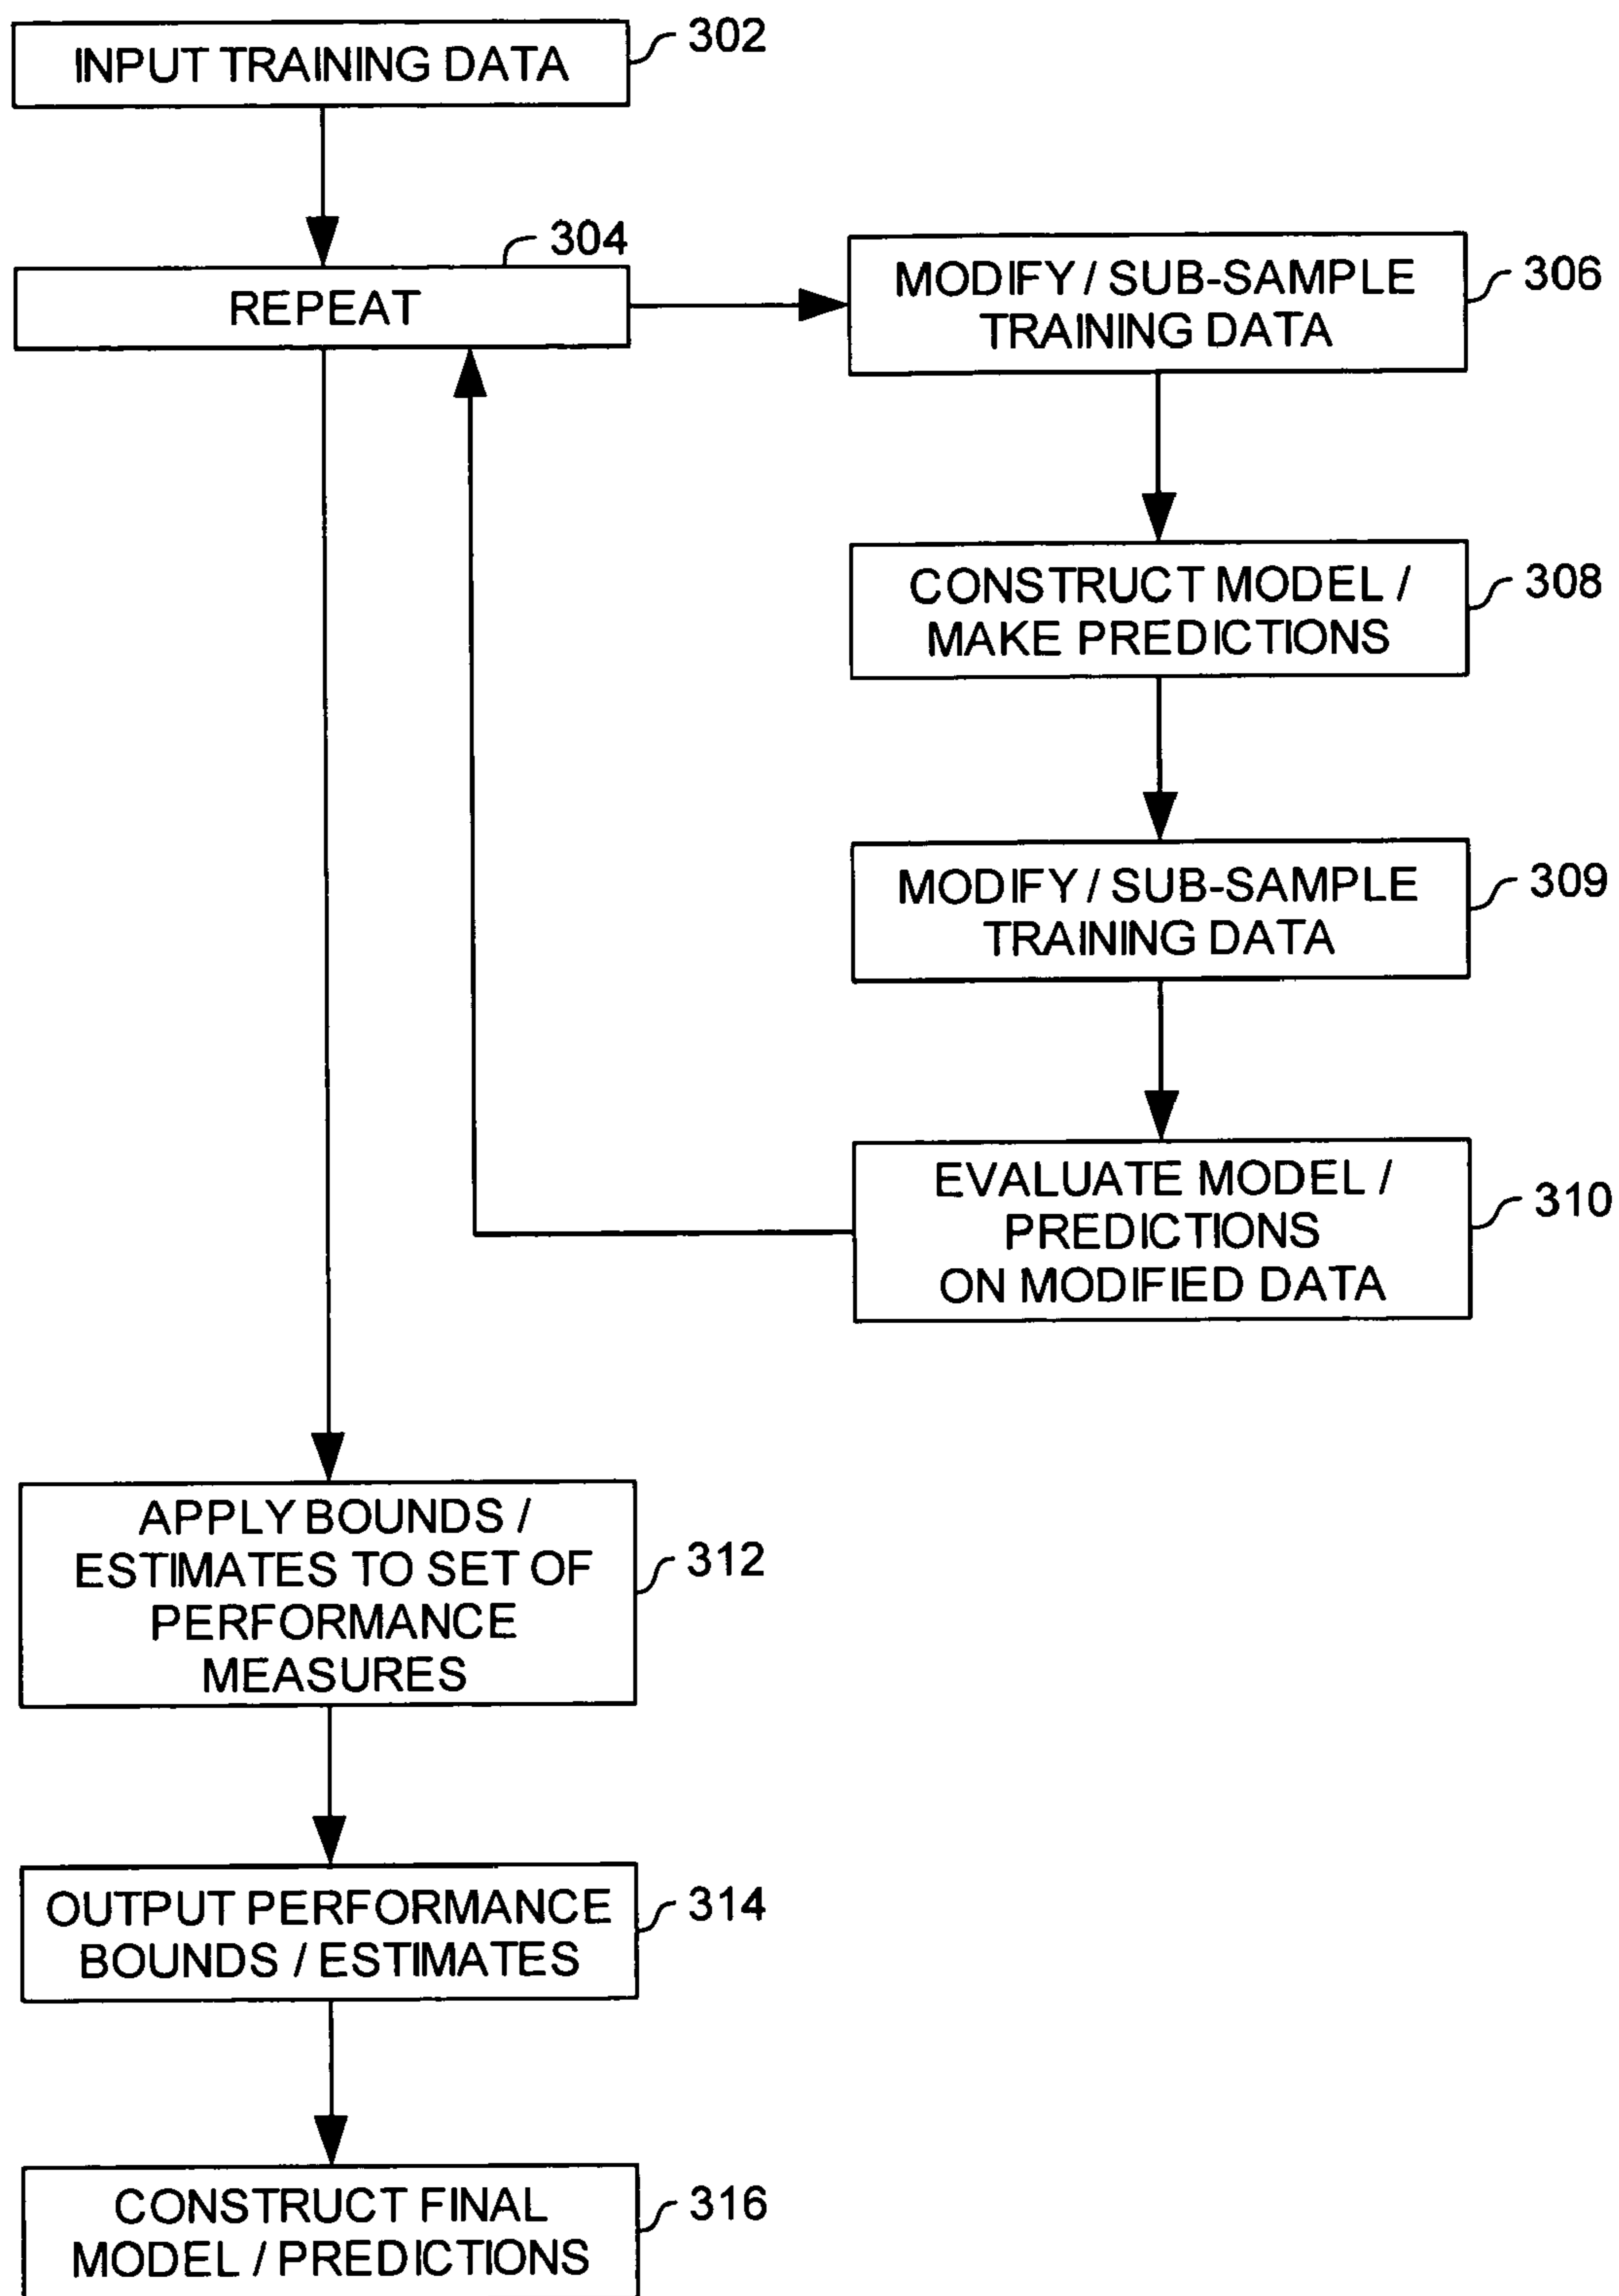 INPUT TRAINING DATA
302
REPEAT
304
MODIFY / SUB-SAMPLE
TRAINING DATA
306
CONSTRUCT MODEL /
MAKE PREDICTIONS
308
MODIFY / SUB-SAMPLE
TRAINING DATA
309
EVALUATE MODEL /
PREDICTIONS
ON MODIFIED DATA
310
APPLY BOUNDS /
ESTIMATES TO SET OF
PERFORMANCE
MEASURES
312
OUTPUT PERFORMANCE
BOUNDS / ESTIMATES
314
CONSTRUCT FINAL
MODEL / PREDICTIONS
316